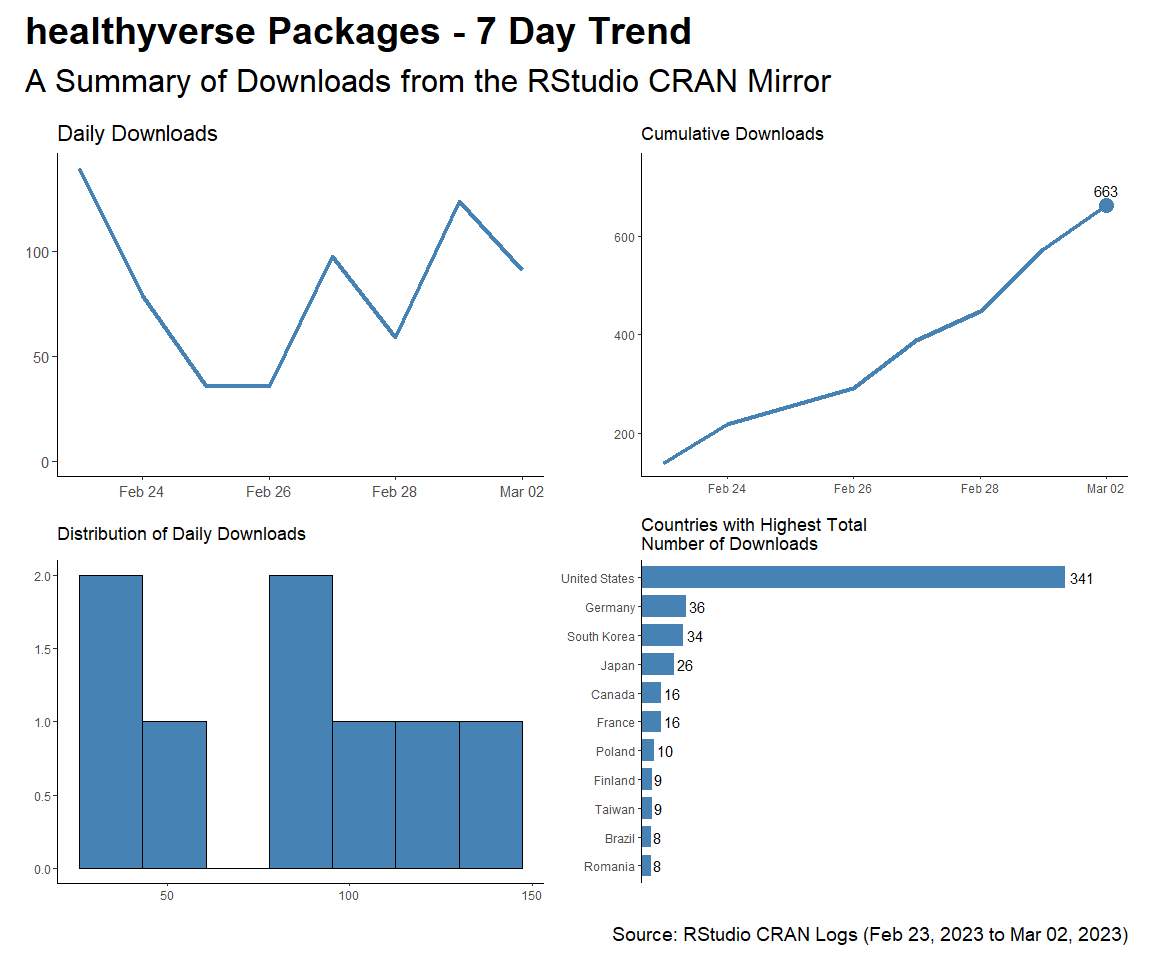 healthyverse Packages - 7 Day Trend
A Summary of Downloads from the RStudio CRAN Mirror
Daily Downloads
100
50
0
Feb 24 Feb 26 Feb 28 Mar 02
Cumulative Downloads
663
600
400
200
Feb 24 Feb 26 Feb 28 Mar 02
Distribution of Daily Downloads
2.0
1.5
1.0
0.5
0.0
50 100 150
Countries with Highest Total
Number of Downloads
United States 341
Germany 36
South Korea 34
Japan 26
Canada 16
France 16
Poland 10
Finland 9
Taiwan 9
Brazil 8
Romania 8
Source: RStudio CRAN Logs (Feb 23, 2023 to Mar 02, 2023)